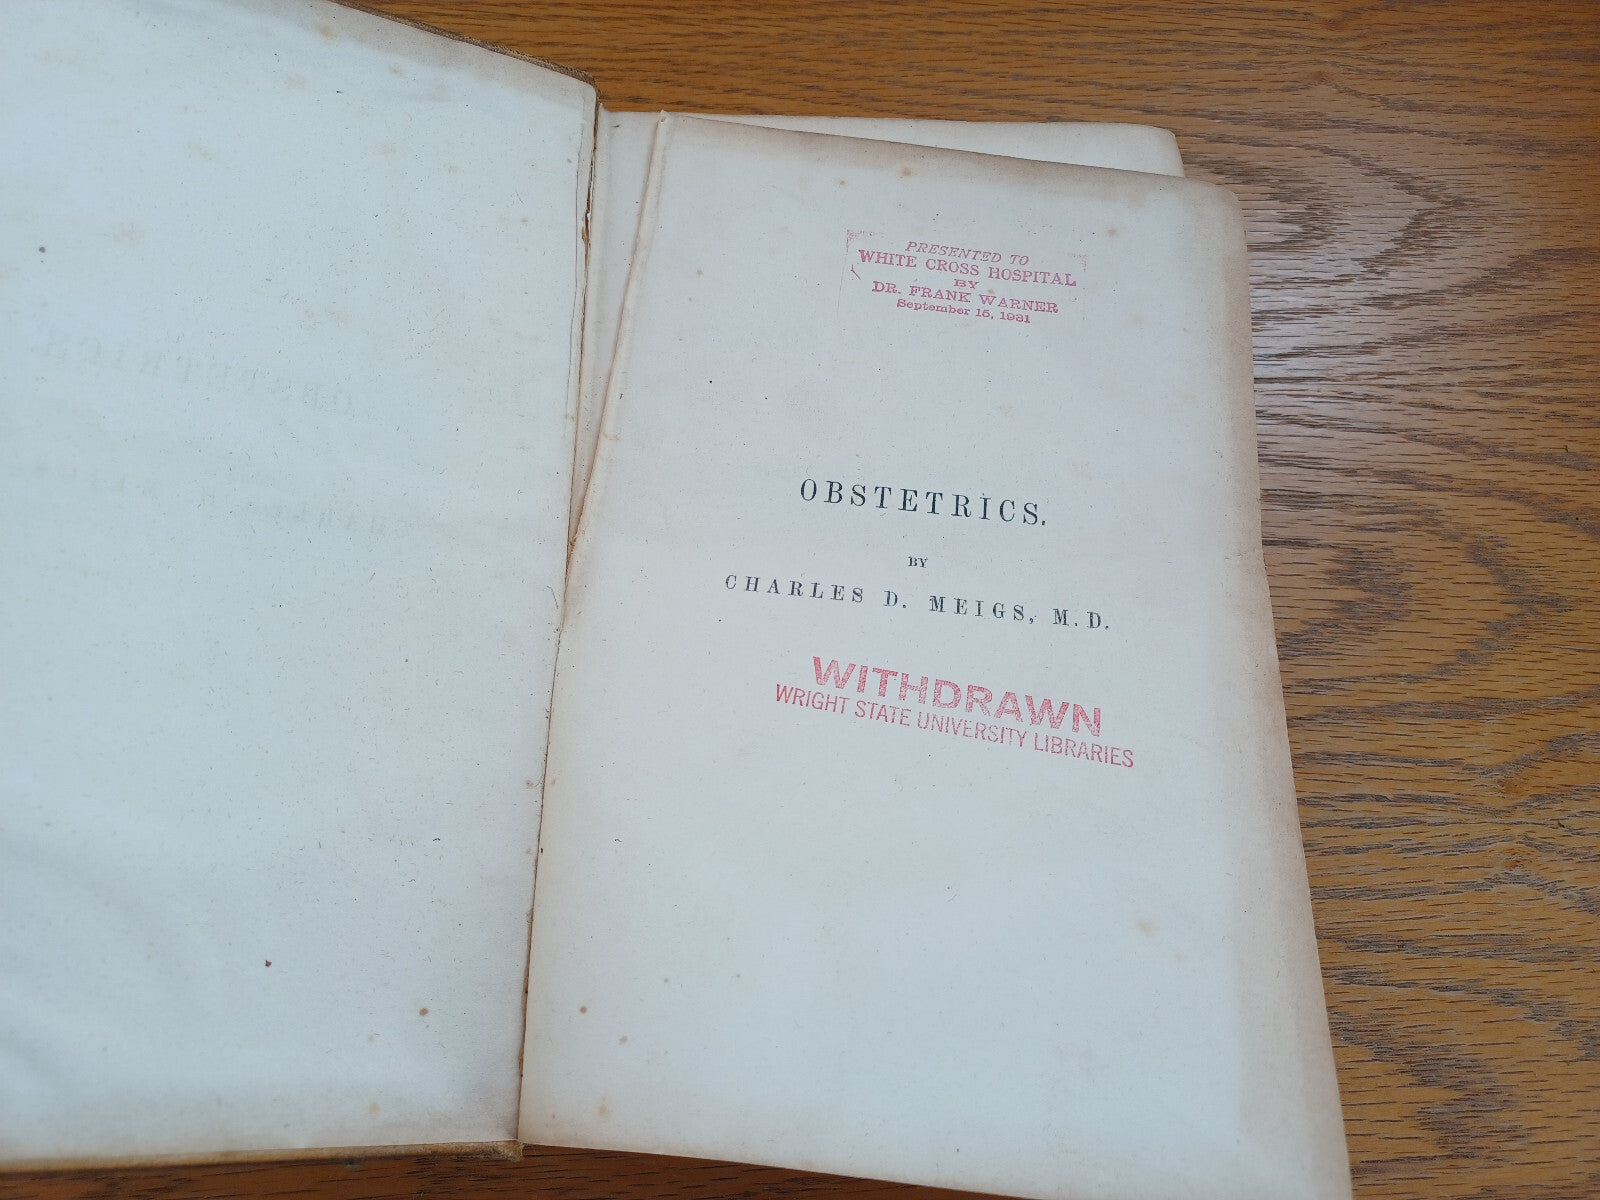 PRESENTED TO
WHITE CROSS HOSPITAL
BY
DR. FRANK WARNER
September 15, 1931
OBSTETRICS.
BY
CHARLES D. MEIGS, M.D.
WITHDRAWN
WRIGHT STATE UNIVERSITY LIBRARIES